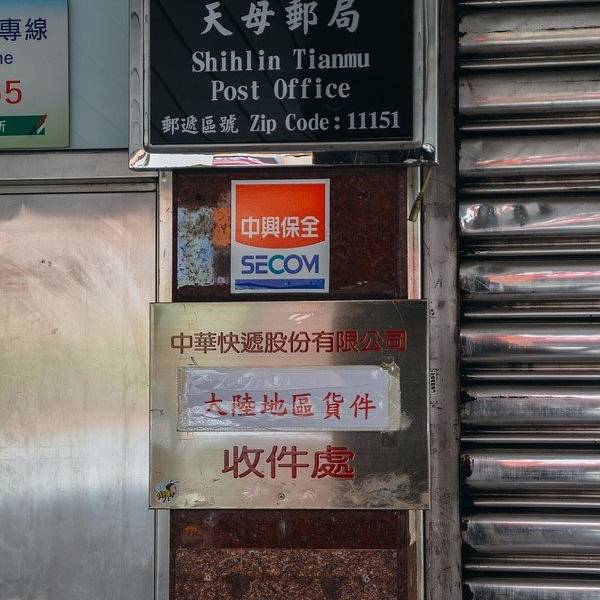 專線
天母郵局
Shihlin Tianmu
Post Office
郵遞區號 Zip Code:11151
中興保全
SECOM
中華快遞股份有限公司
大陸地區貨件
收件處